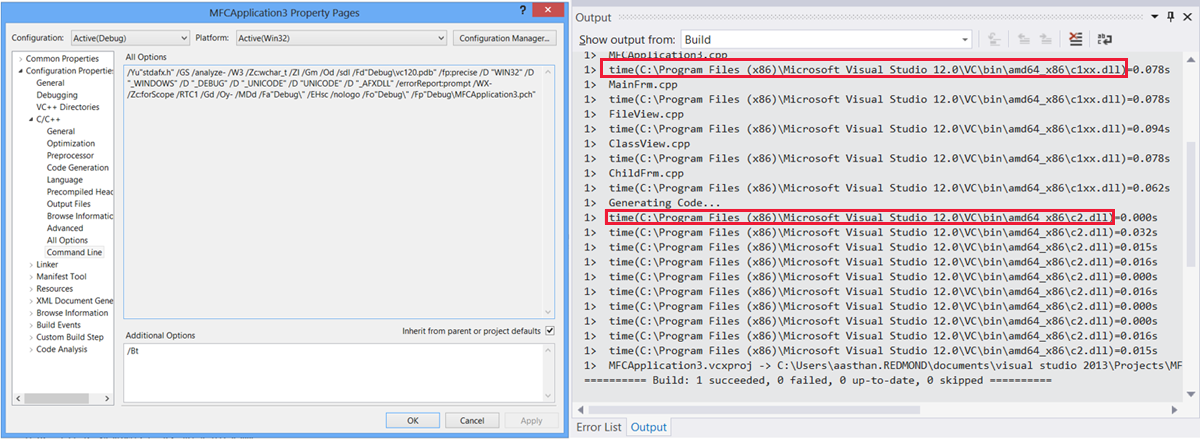 MFCApplication3 Property Pages
?
Configuration: Active(Debug) Platform: Active(Win32) Configuration Manager...
Common Properties
Configuration Properties
General
Debugging
VC++ Directories
C/C++
General
Optimization
Preprocessor
Code Generation
Language
Precompiled Head
Output Files
Browse Informatio
Advanced
All Options
Command Line
Linker
Manifest Tool
Resources
XML Document Gene
Browse Information
Build Events
Custom Build Step
Code Analysis
All Options
/Yu"stdafx.h" /GS /analyze- /W3 /Zc:wchar_t /ZI /Gm /Od /sdl /Fd"Debug\vc120.pdb" /fp:precise /D "WIN32" /D
"_WINDOWS" /D "_DEBUG" /D "_UNICODE" /D "UNICODE" /D "_AFXDLL" /errorReport:prompt /WX-
/Zc:forScope /RTC1 /Gd /Oy- /MDd /Fa"Debug\" /EHsc /nologo /Fo"Debug\" /Fp"Debug\MFCApplication3.pch"
Inherit from parent or project defaults
Additional Options
/Bt
OK Cancel Apply
Output
Show output from: Build
1> MFCApplication3.cpp
1> time(C:\Program Files (x86)\Microsoft Visual Studio 12.0\VC\bin\amd64_x86\c1xx.dll)=0.078s
1> MainFrm.cpp
1> time(C:\Program Files (x86)\Microsoft Visual Studio 12.0\VC\bin\amd64_x86\c1xx.dll)=0.078s
1> FileView.cpp
1> time(C:\Program Files (x86)\Microsoft Visual Studio 12.0\VC\bin\amd64_x86\c1xx.dll)=0.094s
1> ClassView.cpp
1> time(C:\Program Files (x86)\Microsoft Visual Studio 12.0\VC\bin\amd64_x86\c1xx.dll)=0.078s
1> ChildFrm.cpp
1> time(C:\Program Files (x86)\Microsoft Visual Studio 12.0\VC\bin\amd64_x86\c1xx.dll)=0.062s
1> Generating Code...
1> time(C:\Program Files (x86)\Microsoft Visual Studio 12.0\VC\bin\amd64_x86\c2.dll)=0.000s
1> time(C:\Program Files (x86)\Microsoft Visual Studio 12.0\VC\bin\amd64_x86\c2.dll)=0.032s
1> time(C:\Program Files (x86)\Microsoft Visual Studio 12.0\VC\bin\amd64_x86\c2.dll)=0.015s
1> time(C:\Program Files (x86)\Microsoft Visual Studio 12.0\VC\bin\amd64_x86\c2.dll)=0.016s
1> time(C:\Program Files (x86)\Microsoft Visual Studio 12.0\VC\bin\amd64_x86\c2.dll)=0.000s
1> time(C:\Program Files (x86)\Microsoft Visual Studio 12.0\VC\bin\amd64_x86\c2.dll)=0.016s
1> time(C:\Program Files (x86)\Microsoft Visual Studio 12.0\VC\bin\amd64_x86\c2.dll)=0.000s
1> time(C:\Program Files (x86)\Microsoft Visual Studio 12.0\VC\bin\amd64_x86\c2.dll)=0.000s
1> time(C:\Program Files (x86)\Microsoft Visual Studio 12.0\VC\bin\amd64_x86\c2.dll)=0.016s
1> time(C:\Program Files (x86)\Microsoft Visual Studio 12.0\VC\bin\amd64_x86\c2.dll)=0.015s
1> MFCApplication3.vcxproj -> C:\Users\aasthan.REDMOND\documents\visual studio 2013\Projects\MF
========== Build: 1 succeeded, 0 failed, 0 up-to-date, 0 skipped ==========
Error List Output